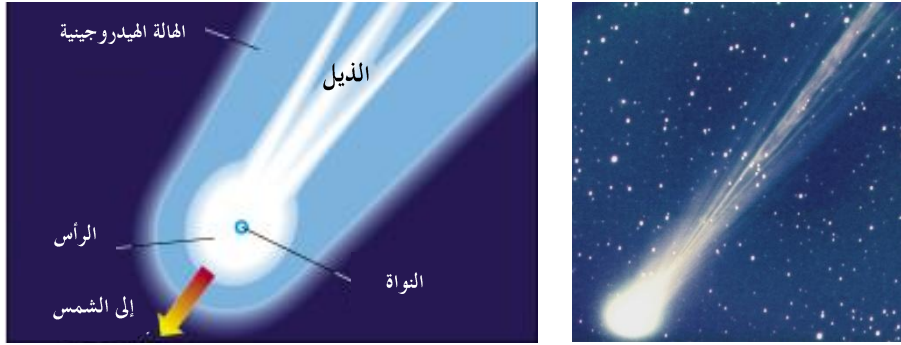 الهالة الهيدروجينية
الذيل
الرأس
النواة
إلى الشمس